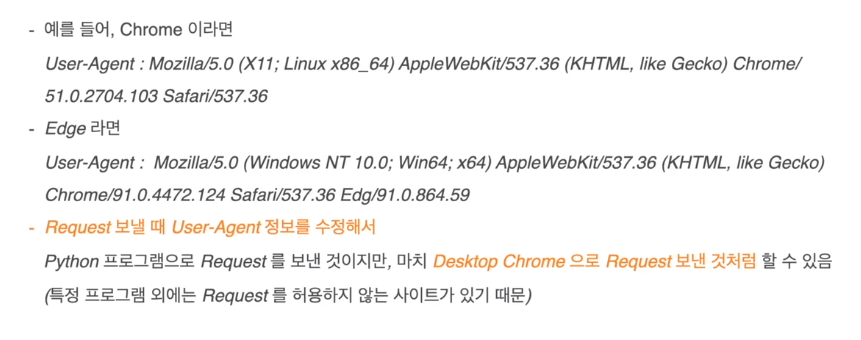 - 예를 들어, Chrome 이라면
User-Agent : Mozilla/5.0 (X11; Linux x86_64) AppleWebKit/537.36 (KHTML, like Gecko) Chrome/
51.0.2704.103 Safari/537.36
- Edge 라면
User-Agent : Mozilla/5.0 (Windows NT 10.0; Win64; x64) AppleWebKit/537.36 (KHTML, like Gecko)
Chrome/91.0.4472.124 Safari/537.36 Edg/91.0.864.59
- Request 보낼 때 User-Agent 정보를 수정해서
Python 프로그램으로 Request 를 보낸 것이지만, 마치 Desktop Chrome 으로 Request 보낸 것처럼 할 수 있음
(특정 프로그램 외에는 Request 를 허용하지 않는 사이트가 있기 때문)